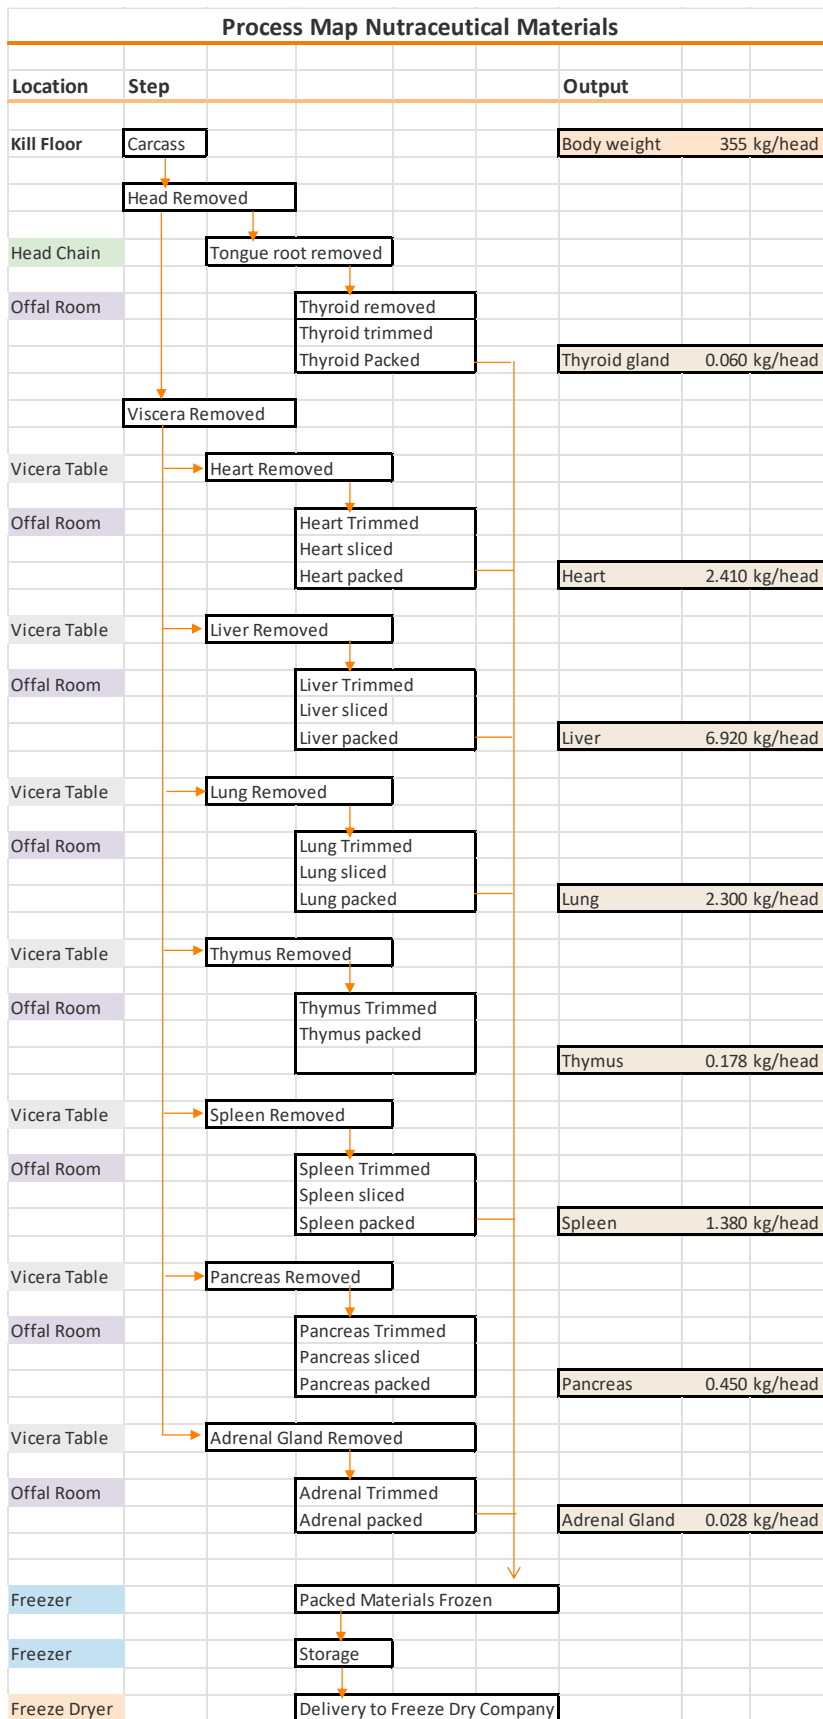 Process Map Nutraceutical Materials
Location Step Output
Kill Floor Carcass Body weight 355 kg/head
Head Removed
Head Chain Tongue root removed
Offal Room Thyroid removed
Thyroid trimmed
Thyroid Packed Thyroid gland 0.060 kg/head
Viscera Removed
Vicera Table Heart Removed
Offal Room Heart Trimmed
Heart sliced
Heart packed Heart 2.410 kg/head
Vicera Table Liver Removed
Offal Room Liver Trimmed
Liver sliced
Liver packed Liver 6.920 kg/head
Vicera Table Lung Removed
Offal Room Lung Trimmed
Lung sliced
Lung packed Lung 2.300 kg/head
Vicera Table Thymus Removed
Offal Room Thymus Trimmed
Thymus packed
Thymus 0.178 kg/head
Vicera Table Spleen Removed
Offal Room Spleen Trimmed
Spleen sliced
Spleen packed Spleen 1.380 kg/head
Vicera Table Pancreas Removed
Offal Room Pancreas Trimmed
Pancreas sliced
Pancreas packed Pancreas 0.450 kg/head
Vicera Table Adrenal Gland Removed
Offal Room Adrenal Trimmed
Adrenal packed Adrenal Gland 0.028 kg/head
Freezer Packed Materials Frozen
Freezer Storage
Freeze Dryer Delivery to Freeze Dry Company